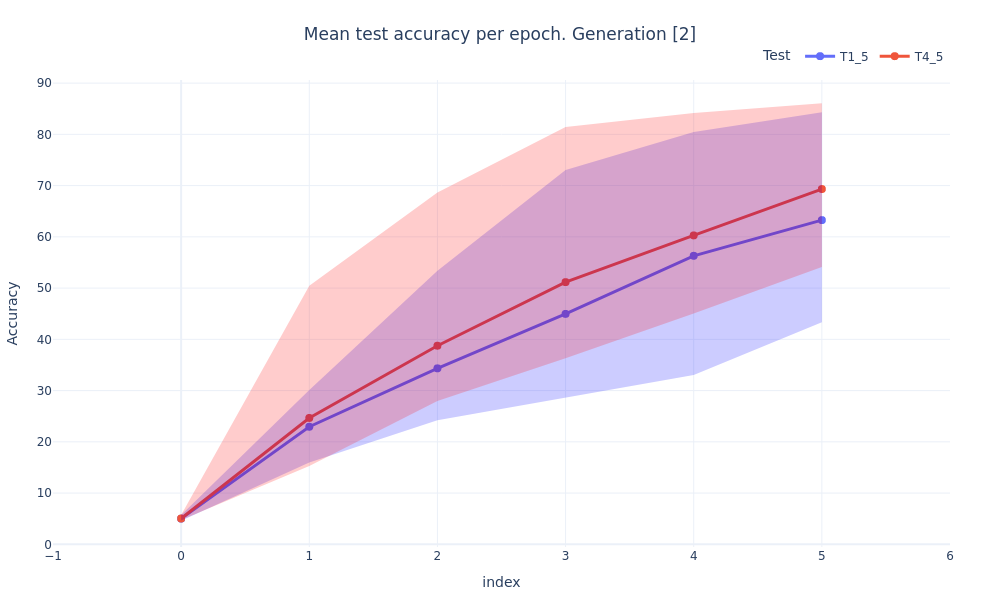 Mean test accuracy per epoch. Generation [2]
Test T1_5 T4_5
Accuracy
90
80
70
60
50
40
30
20
10
0
−1 0 1 2 3 4 5 6
index